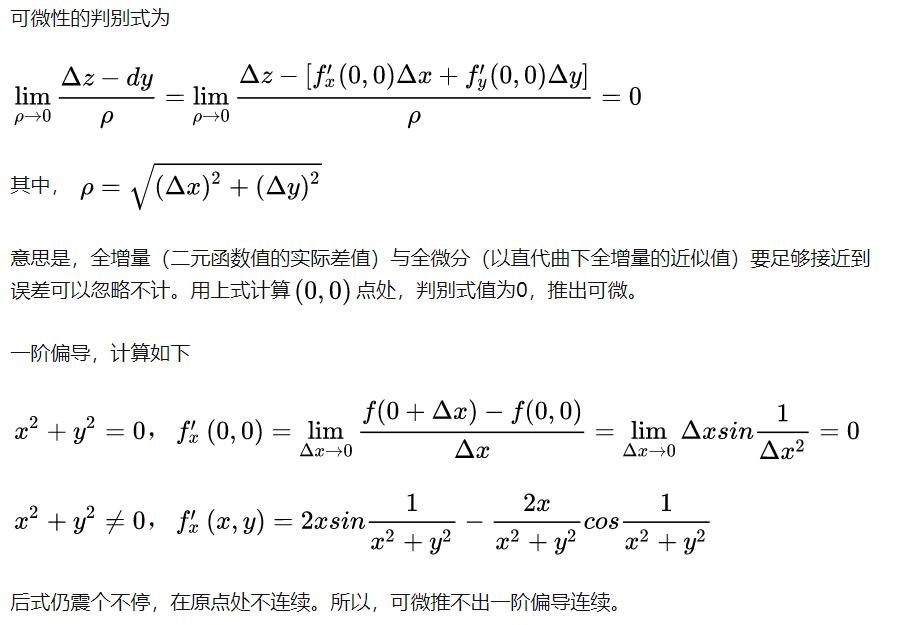 可微性的判别式为
\lim_{\rho \to 0} \frac{\Delta z - dy}{\rho} = \lim_{\rho \to 0} \frac{\Delta z - [f'_x(0,0)\Delta x + f'_y(0,0)\Delta y]}{\rho} = 0
其中， \rho = \sqrt{(\Delta x)^2 + (\Delta y)^2}
意思是，全增量（二元函数值的实际差值）与全微分（以直代曲下全增量的近似值）要足够接近到
误差可以忽略不计。用上式计算 (0,0) 点处，判别式值为0，推出可微。
一阶偏导，计算如下
x^2 + y^2 = 0， f'_x(0,0) = \lim_{\Delta x \to 0} \frac{f(0 + \Delta x) - f(0,0)}{\Delta x} = \lim_{\Delta x \to 0} \Delta x sin \frac{1}{\Delta x^2} = 0
x^2 + y^2 \neq 0， f'_x(x,y) = 2x sin \frac{1}{x^2 + y^2} - \frac{2x}{x^2 + y^2} cos \frac{1}{x^2 + y^2}
后式仍震个不停，在原点处不连续。所以，可微推不出一阶偏导连续。